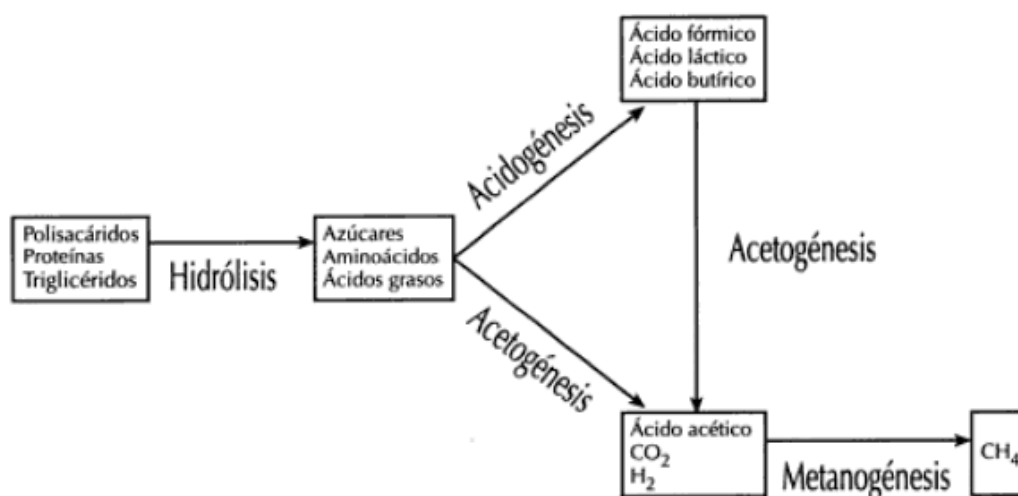 Polisacáridos
Proteínas
Triglicéridos
Hidrólisis
Azúcares
Aminoácidos
Ácidos grasos
Acidogénesis
Ácido fórmico
Ácido láctico
Ácido butírico
Acetogénesis
Acetogénesis
Ácido acético
CO₂
H₂
Metanogénesis
CH₄